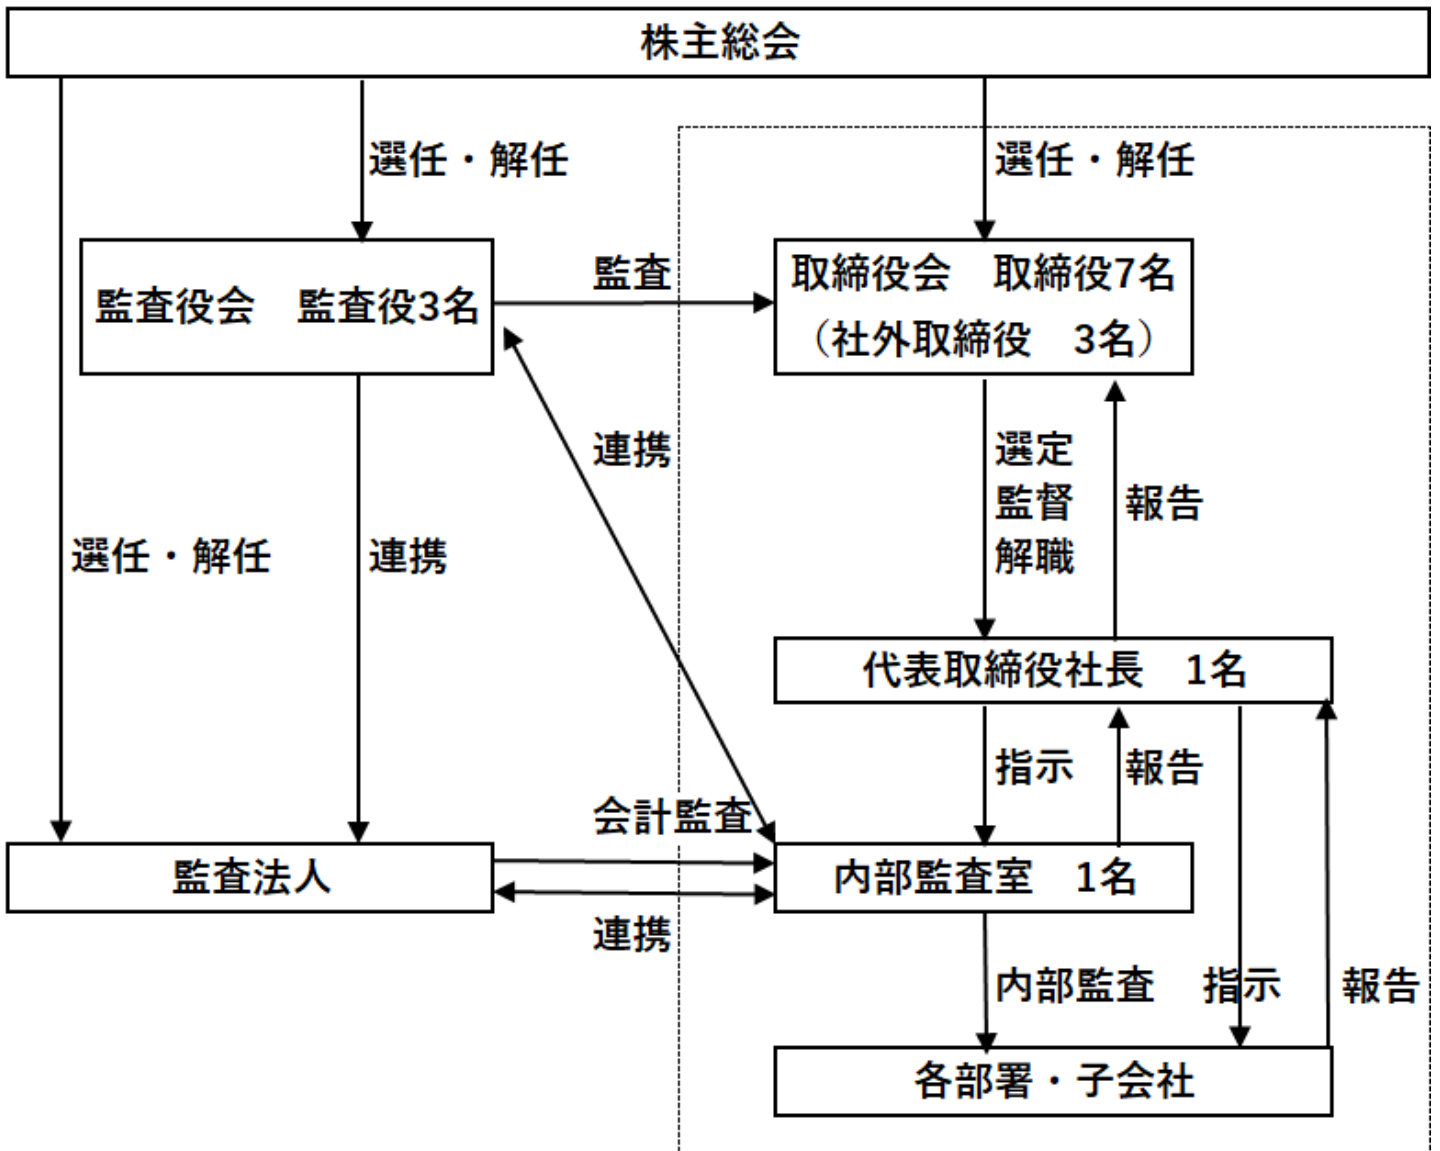 株主総会
選任・解任
選任・解任
監査役会　監査役3名
監査
取締役会　取締役7名
（社外取締役　3名）
選任・解任
連携
連携
選定
監督
解職
報告
代表取締役社長　1名
指示
報告
会計監査
監査法人
内部監査室　1名
連携
内部監査
指示
報告
各部署・子会社